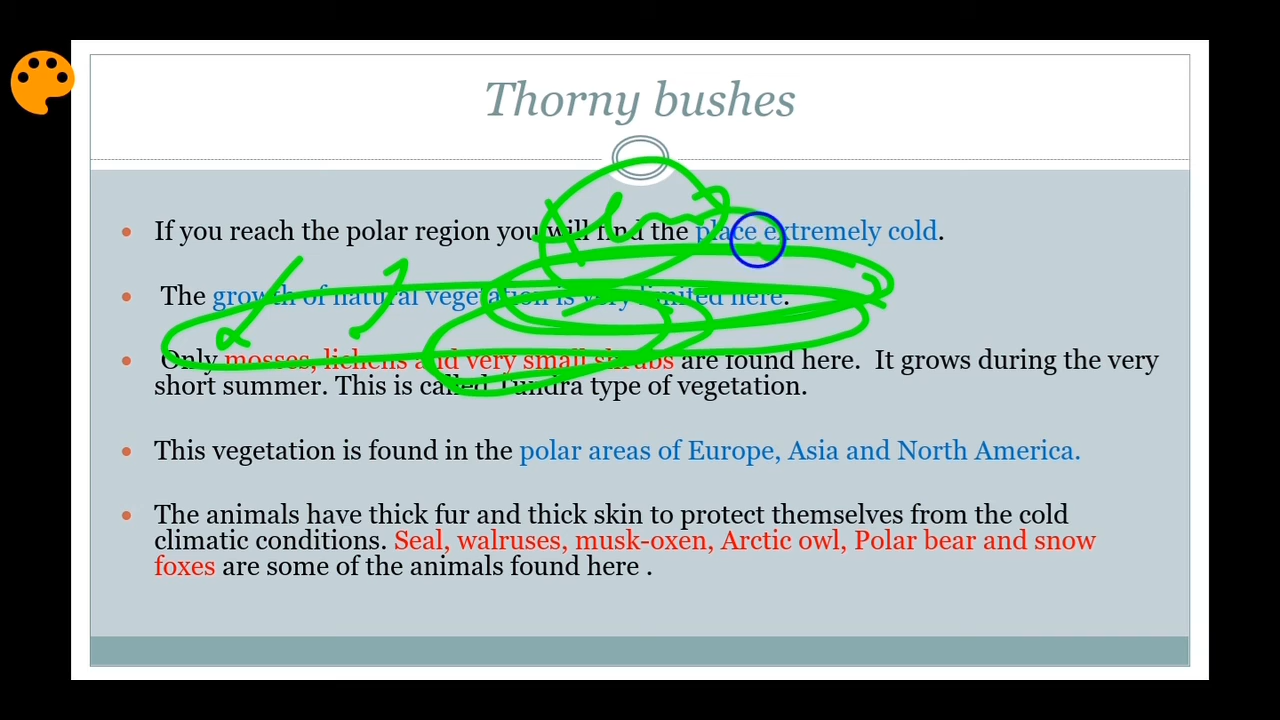 Thorny bushes
If you reach the polar region you will find the place extremely cold.
The growth of natural vegetation is very limited here.
Only mosses, lichens and very small shrubs are found here. It grows during the very
short summer. This is called Tundra type of vegetation.
This vegetation is found in the polar areas of Europe, Asia and North America.
The animals have thick fur and thick skin to protect themselves from the cold
climatic conditions. Seal, walruses, musk-oxen, Arctic owl, Polar bear and snow
foxes are some of the animals found here .